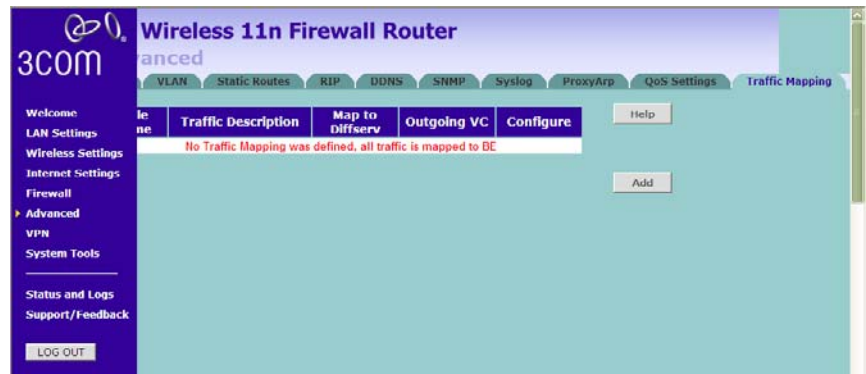 3COM
Wireless 11n Firewall Router
vanced
VLAN Static Routes RIP DDNS SNMP Syslog ProxyArp QoS Settings Traffic Mapping
Welcome
LAN Settings
Wireless Settings
Internet Settings
Firewall
Advanced
VPN
System Tools
Status and Logs
Support/Feedback
LOG OUT
le
ne
Traffic Description
Map to
Diffserv
Outgoing VC
Configure
No Traffic Mapping was defined, all traffic is mapped to BE
Help
Add